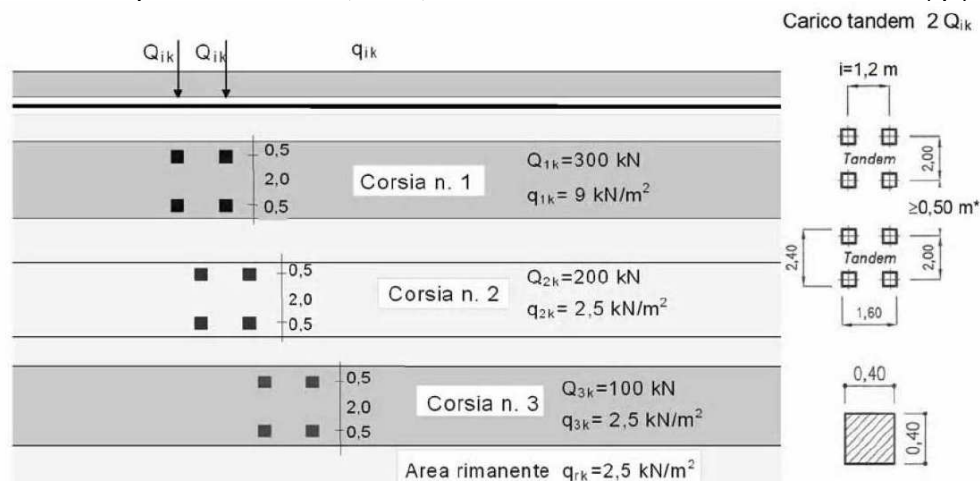 Carico tandem 2 Qik
Qik Qik qik
i=1,2 m
0,5
2,0
0,5
Corsia n. 1
Q1k=300 kN
q1k= 9 kN/m²
Tandem
2,00
≥0,50 m*
0,5
2,0
0,5
Corsia n. 2
Q2k=200 kN
q2k= 2,5 kN/m²
2,40
Tandem
2,00
1,60
0,5
2,0
0,5
Corsia n. 3
Q3k=100 kN
q3k= 2,5 kN/m²
0,40
0,40
Area rimanente qrk=2,5 kN/m²